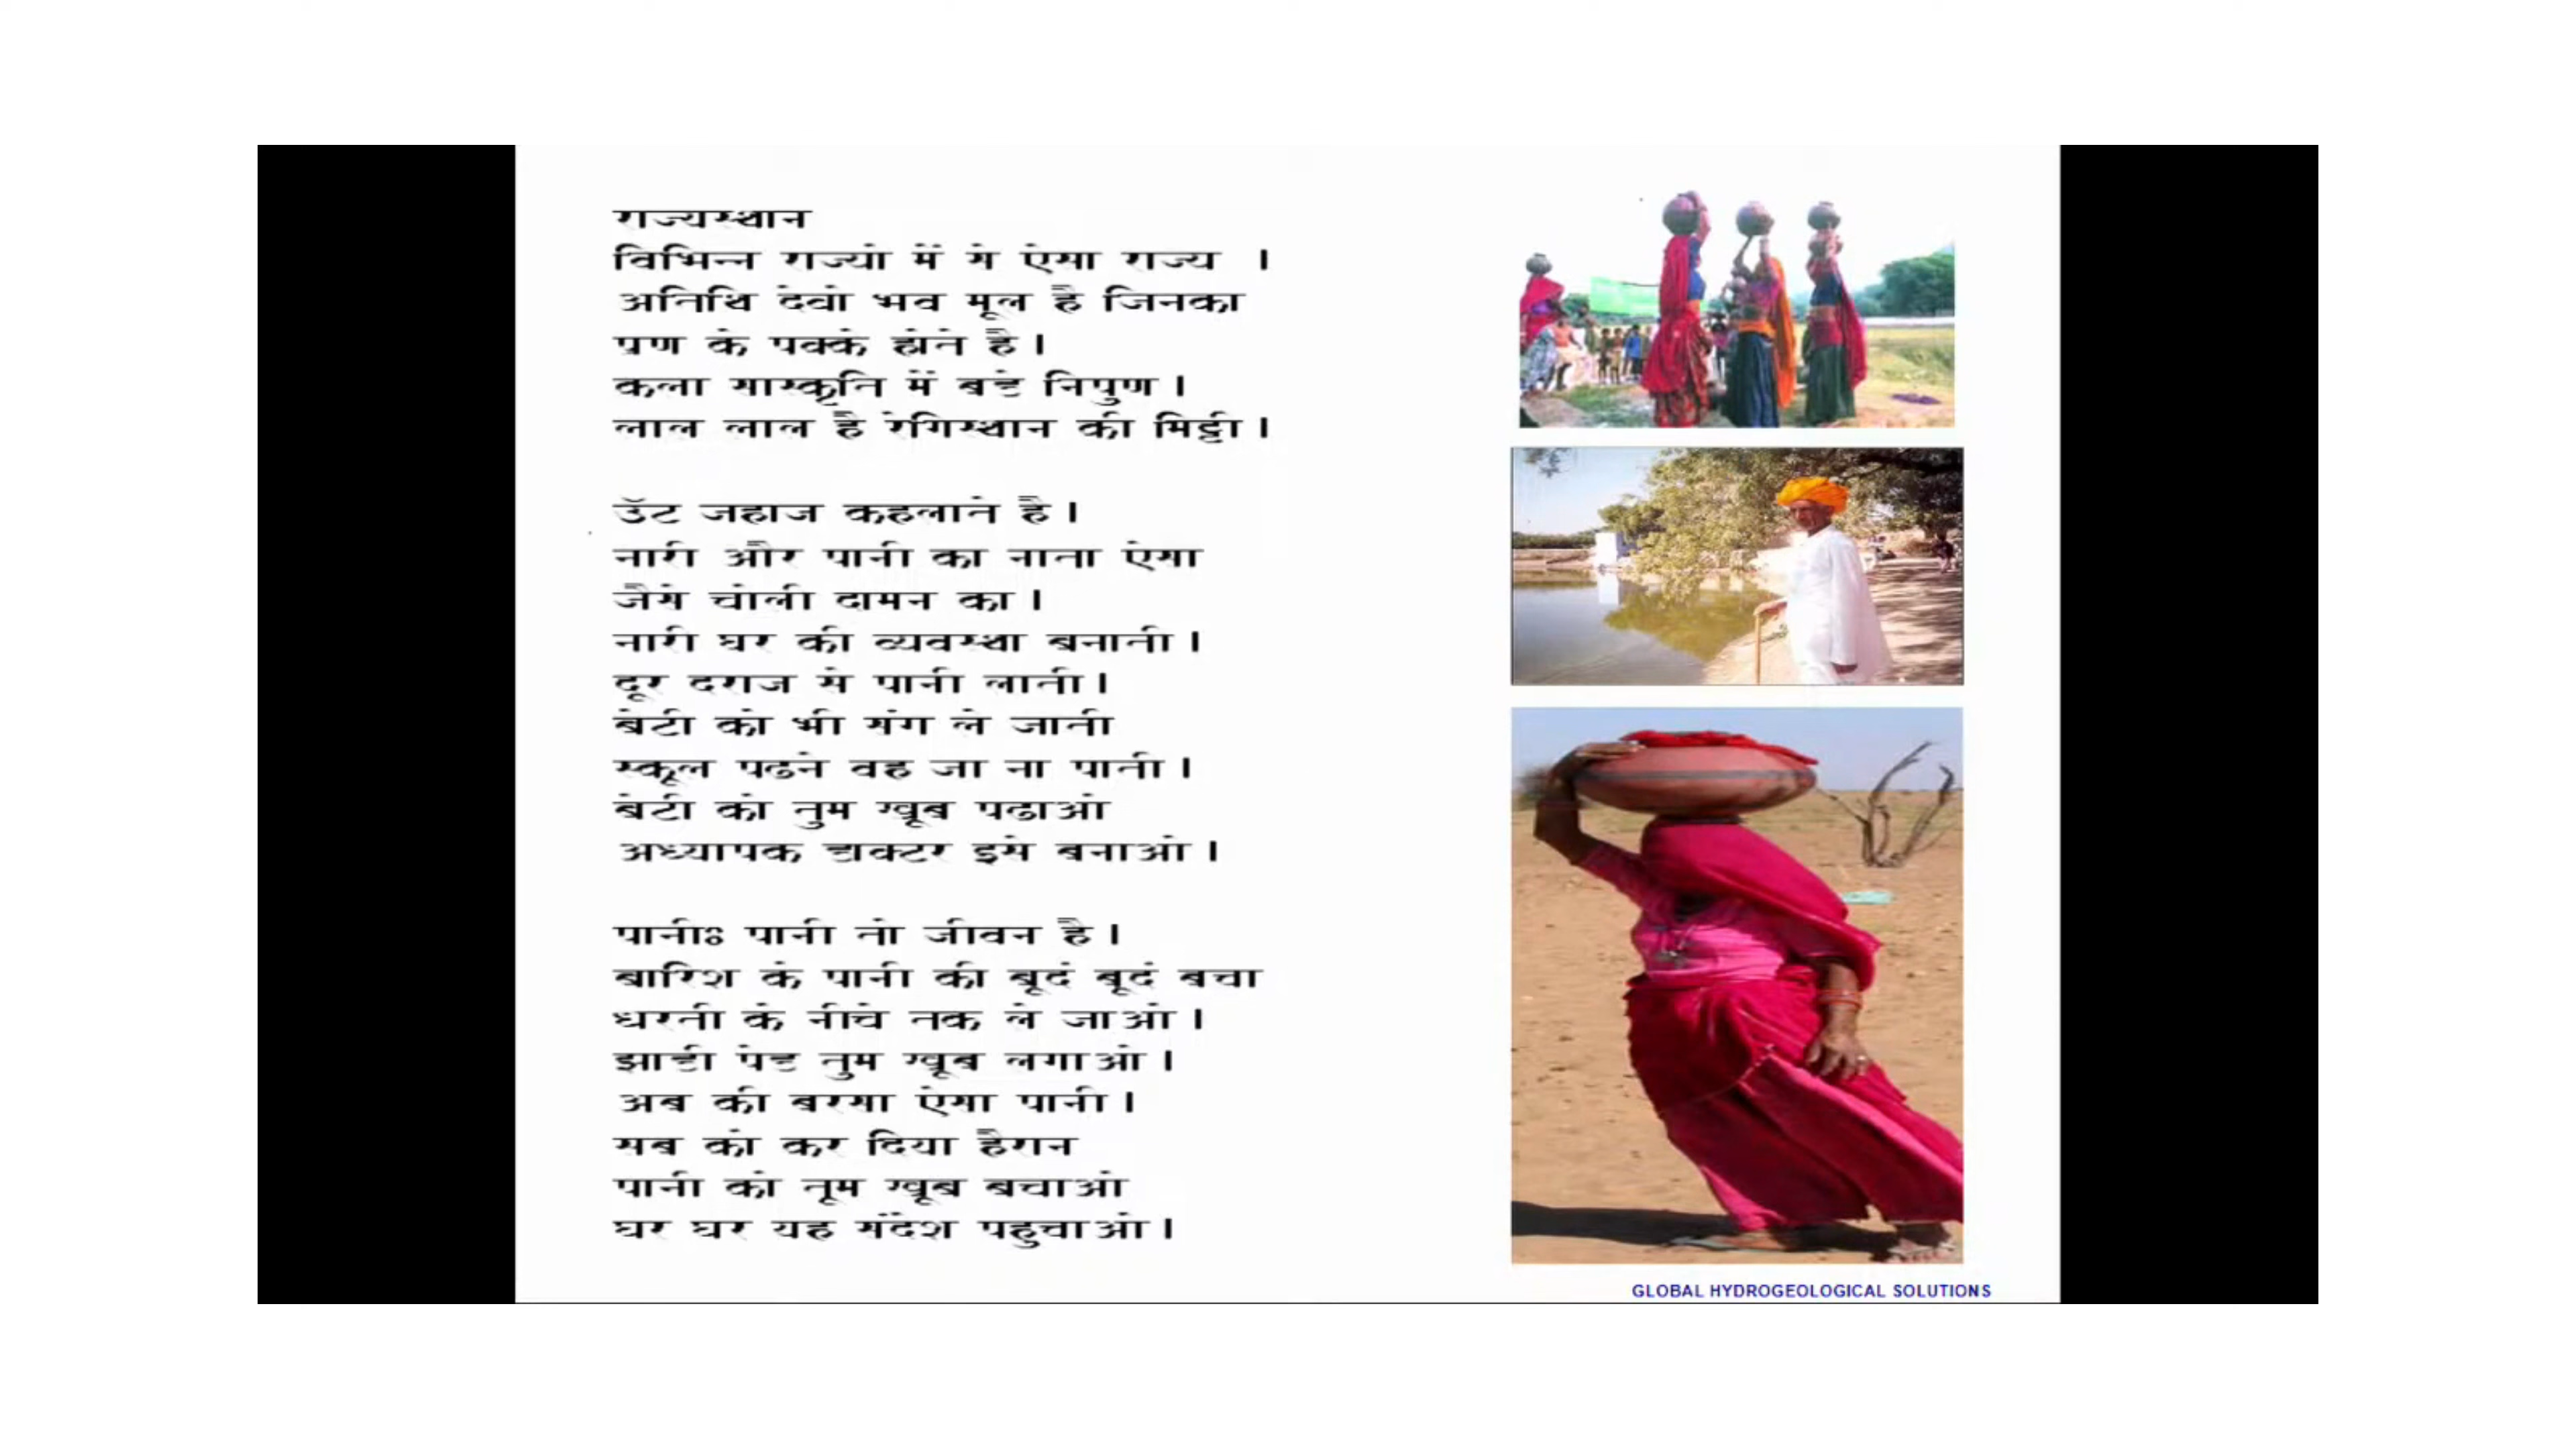 राज्यस्थान
विभिन्न राज्यो में से ऐसा राज्य ।
अतिथि देवो भव मूल है जिनका
प्रण के पक्के होते है ।
कला सास्कृति में बडे निपुण ।
लाल लाल है रेगिस्थान की मिट्टी ।
उॅट जहाज कहलाते है ।
नारी और पानी का नाता ऐसा
जैसे चोली दामन का ।
नारी घर की व्यवस्था बनाती ।
दूर दराज से पानी लाती ।
बेटी को भी संग ले जाती
स्कूल पढने वह जा ना पाती ।
बेटी को तुम खूब पढाओ
अध्यापक डाक्टर इसे बनाओ ।
पानीः पानी तो जीवन है ।
बारिश के पानी की बूदं बूदं बचा
धरती के नीचे तक ले जाओ ।
झाडी पेड तुम खूब लगाओ ।
अब की बरसा ऐसा पानी ।
सब को कर दिया हैरान
पानी को तूम खूब बचाओ
घर घर यह संदेश पहुचाओ ।
GLOBAL HYDROGEOLOGICAL SOLUTIONS